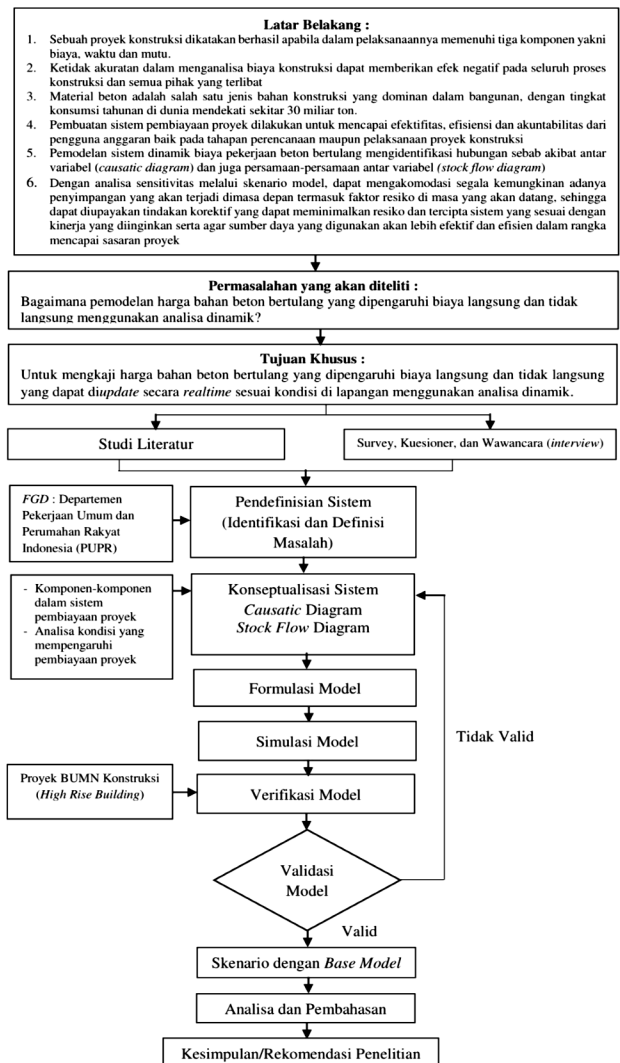 Latar Belakang :
1. Sebuah proyek konstruksi dikatakan berhasil apabila dalam pelaksanaannya memenuhi tiga komponen yakni
biaya, waktu dan mutu.
2. Ketidak akuratan dalam menganalisa biaya konstruksi dapat memberikan efek negatif pada seluruh proses
konstruksi dan semua pihak yang terlibat
3. Material beton adalah salah satu jenis bahan konstruksi yang dominan dalam bangunan, dengan tingkat
konsumsi tahunan di dunia mendekati sekitar 30 miliar ton.
4. Pembuatan sistem pembiayaan proyek dilakukan untuk mencapai efektifitas, efisiensi dan akuntabilitas dari
pengguna anggaran baik pada tahapan perencanaan maupun pelaksanaan proyek konstruksi
5. Pemodelan sistem dinamik biaya pekerjaan beton bertulang mengidentifikasi hubungan sebab akibat antar
variabel (causatic diagram) dan juga persamaan-persamaan antar variabel (stock flow diagram)
6. Dengan analisa sensitivitas melalui skenario model, dapat mengakomodasi segala kemungkinan adanya
penyimpangan yang akan terjadi dimasa depan termasuk faktor resiko di masa yang akan datang, sehingga
dapat diupayakan tindakan korektif yang dapat meminimalkan resiko dan tercipta sistem yang sesuai dengan
kinerja yang diinginkan serta agar sumber daya yang digunakan akan lebih efektif dan efisien dalam rangka
mencapai sasaran proyek
Permasalahan yang akan diteliti :
Bagaimana pemodelan harga bahan beton bertulang yang dipengaruhi biaya langsung dan tidak
langsung menggunakan analisa dinamik?
Tujuan Khusus :
Untuk mengkaji harga bahan beton bertulang yang dipengaruhi biaya langsung dan tidak langsung
yang dapat diupdate secara realtime sesuai kondisi di lapangan menggunakan analisa dinamik.
Studi Literatur
Survey, Kuesioner, dan Wawancara (interview)
FGD : Departemen
Pekerjaan Umum dan
Perumahan Rakyat
Indonesia (PUPR)
Pendefinisian Sistem
(Identifikasi dan Definisi
Masalah)
- Komponen-komponen
dalam sistem
pembiayaan proyek
- Analisa kondisi yang
mempengaruhi
pembiayaan proyek
Konseptualisasi Sistem
Causatic Diagram
Stock Flow Diagram
Formulasi Model
Simulasi Model
Tidak Valid
Proyek BUMN Konstruksi
(High Rise Building)
Verifikasi Model
Validasi
Model
Valid
Skenario dengan Base Model
Analisa dan Pembahasan
Kesimpulan/Rekomendasi Penelitian